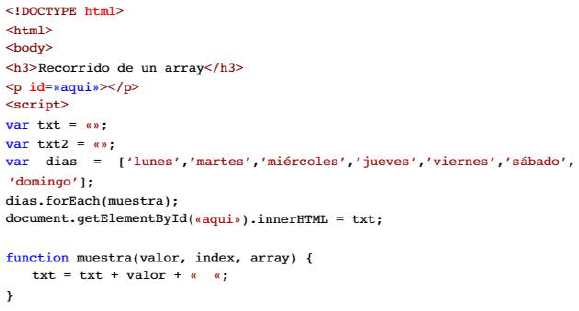 <!DOCTYPE html>
<html>
<body>
<h3>Recorrido de un array</h3>
<p id=»aqui»></p>
<script>
var txt = «»;
var txt2 = «»;
var dias = [‘lunes’,’martes’,’miércoles’,’jueves’,’viernes’,’sábado’,
’domingo’];
dias.forEach(muestra);
document.getElementById(«aqui»).innerHTML = txt;
function muestra(valor, index, array) {
txt = txt + valor + « «;
}